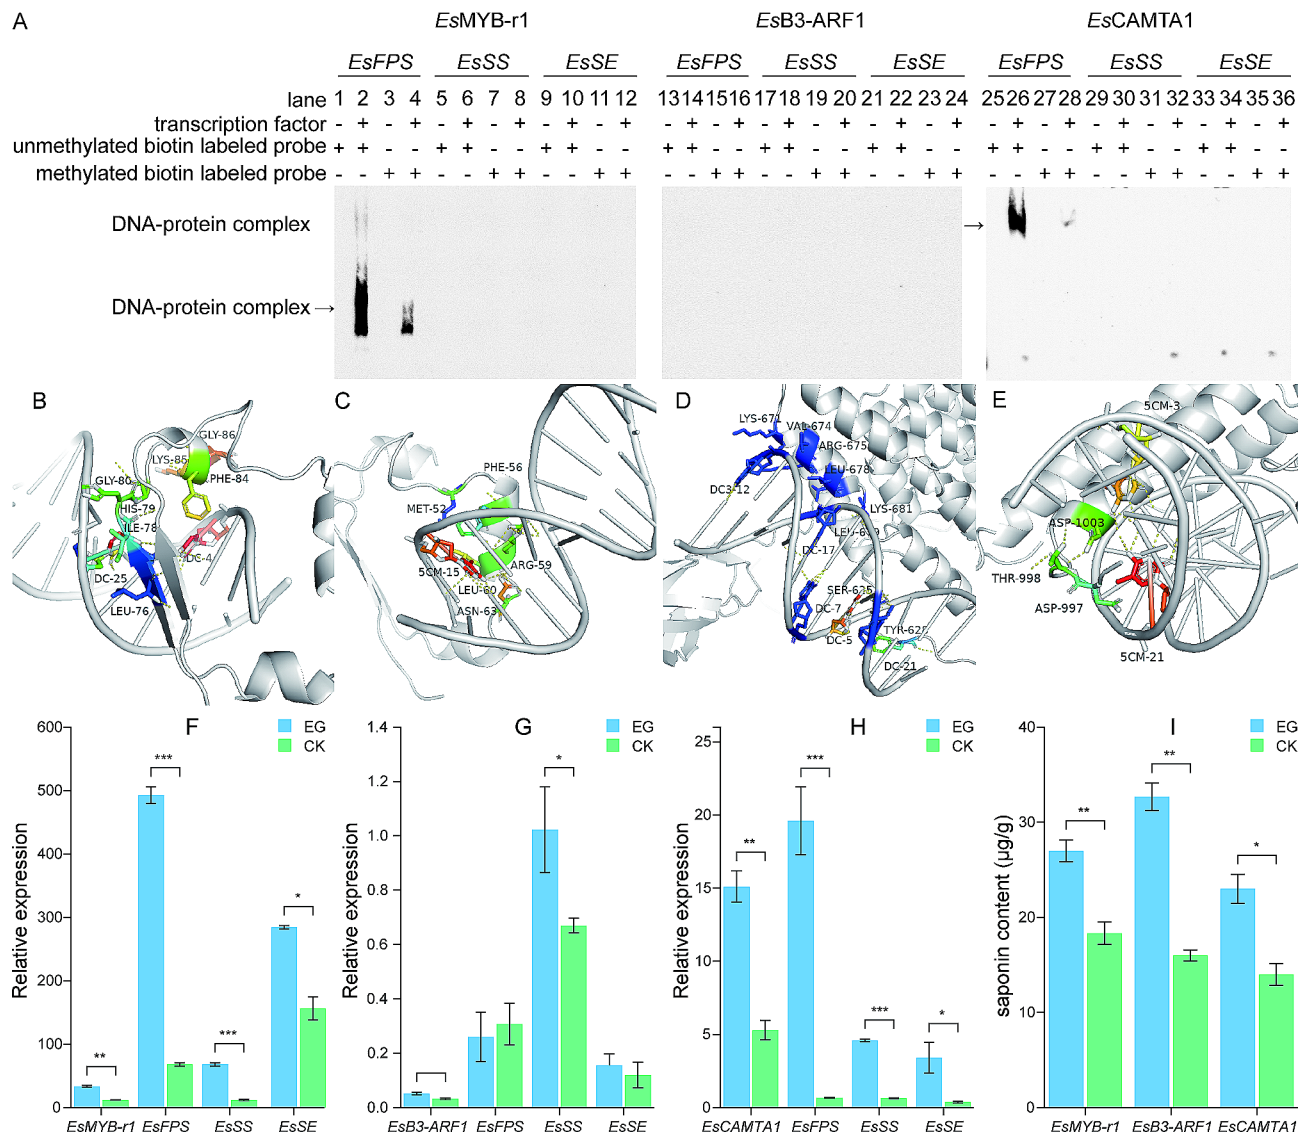 A
EsMYB-r1 EsB3-ARF1 EsCAMTA1
EsFPS EsSS EsSE EsFPS EsSS EsSE EsFPS EsSS EsSE
lane 1 2 3 4 5 6 7 8 9 10 11 12 13 14 15 16 17 18 19 20 21 22 23 24 25 26 27 28 29 30 31 32 33 34 35 36
transcription factor - + - + - + - + - + - + - + - + - + - + - + - + - + - + - + - + - + - +
unmethylated biotin labeled probe + + - - + + - - + + - - + + - - + + - - + + - - + + - - + + - - + + - -
methylated biotin labeled probe - - + + - - + + - - + + - - + + - - + + - - + + - - + + - - + + - - + +
DNA-protein complex →
DNA-protein complex →
B
GLY-86
LYS-85
PHE-84
GLY-80
HIS-79
ILE-78
DC-4
DC-25
LEU-76
C
PHE-56
MET-52
5CM-15
ARG-59
LEU-60
ASN-63
D
LYS-671
VAL-674
ARG-675
LEU-678
DC3-12
LYS-681
DC-17
DC-7
DC-5
DC-21
E
5CM-3
ASP-1003
THR-998
ASP-997
5CM-21
F
EG
CK
Relative expression
600
500
400
300
200
100
0
**
***
***
*
EsMYB-r1 EsFPS EsSS EsSE
G
EG
CK
Relative expression
1.4
1.2
1.0
0.8
0.6
0.4
0.2
0.0
*
EsB3-ARF1 EsFPS EsSS EsSE
H
EG
CK
Relative expression
25
20
15
10
5
0
**
***
***
*
EsCAMTA1 EsFPS EsSS EsSE
I
EG
CK
saponin content (μg/g)
40
30
20
10
0
**
**
*
EsMYB-r1 EsB3-ARF1 EsCAMTA1